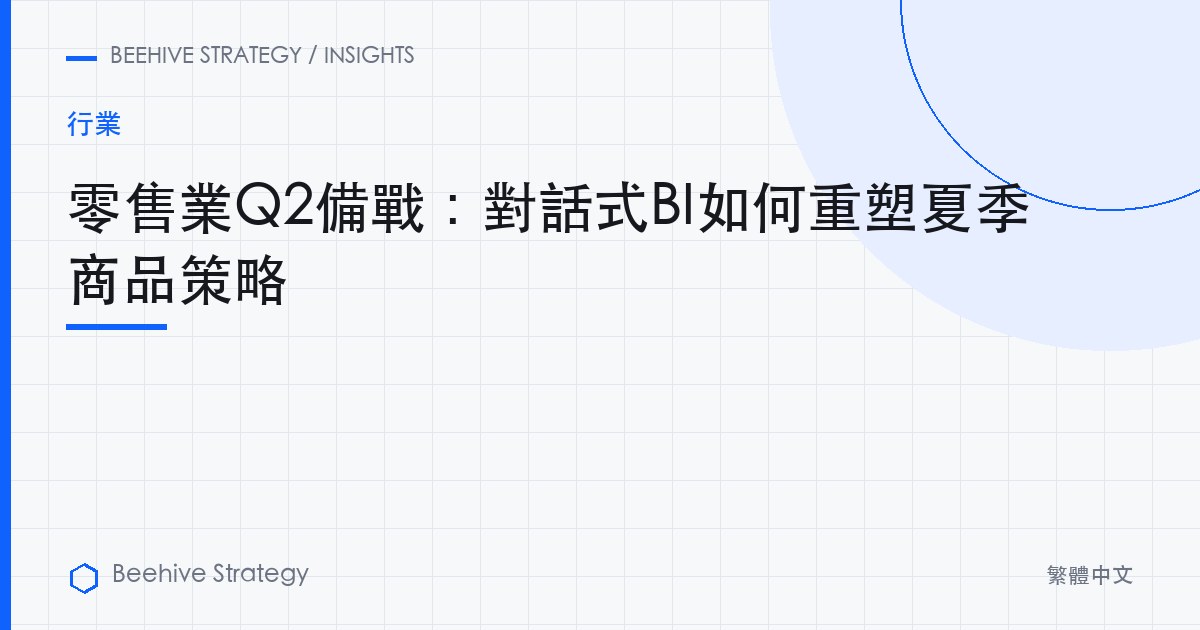 BEEHIVE STRATEGY / INSIGHTS
行業
零售業Q2備戰：對話式BI如何重塑夏季
商品策略
Beehive Strategy
繁體中文